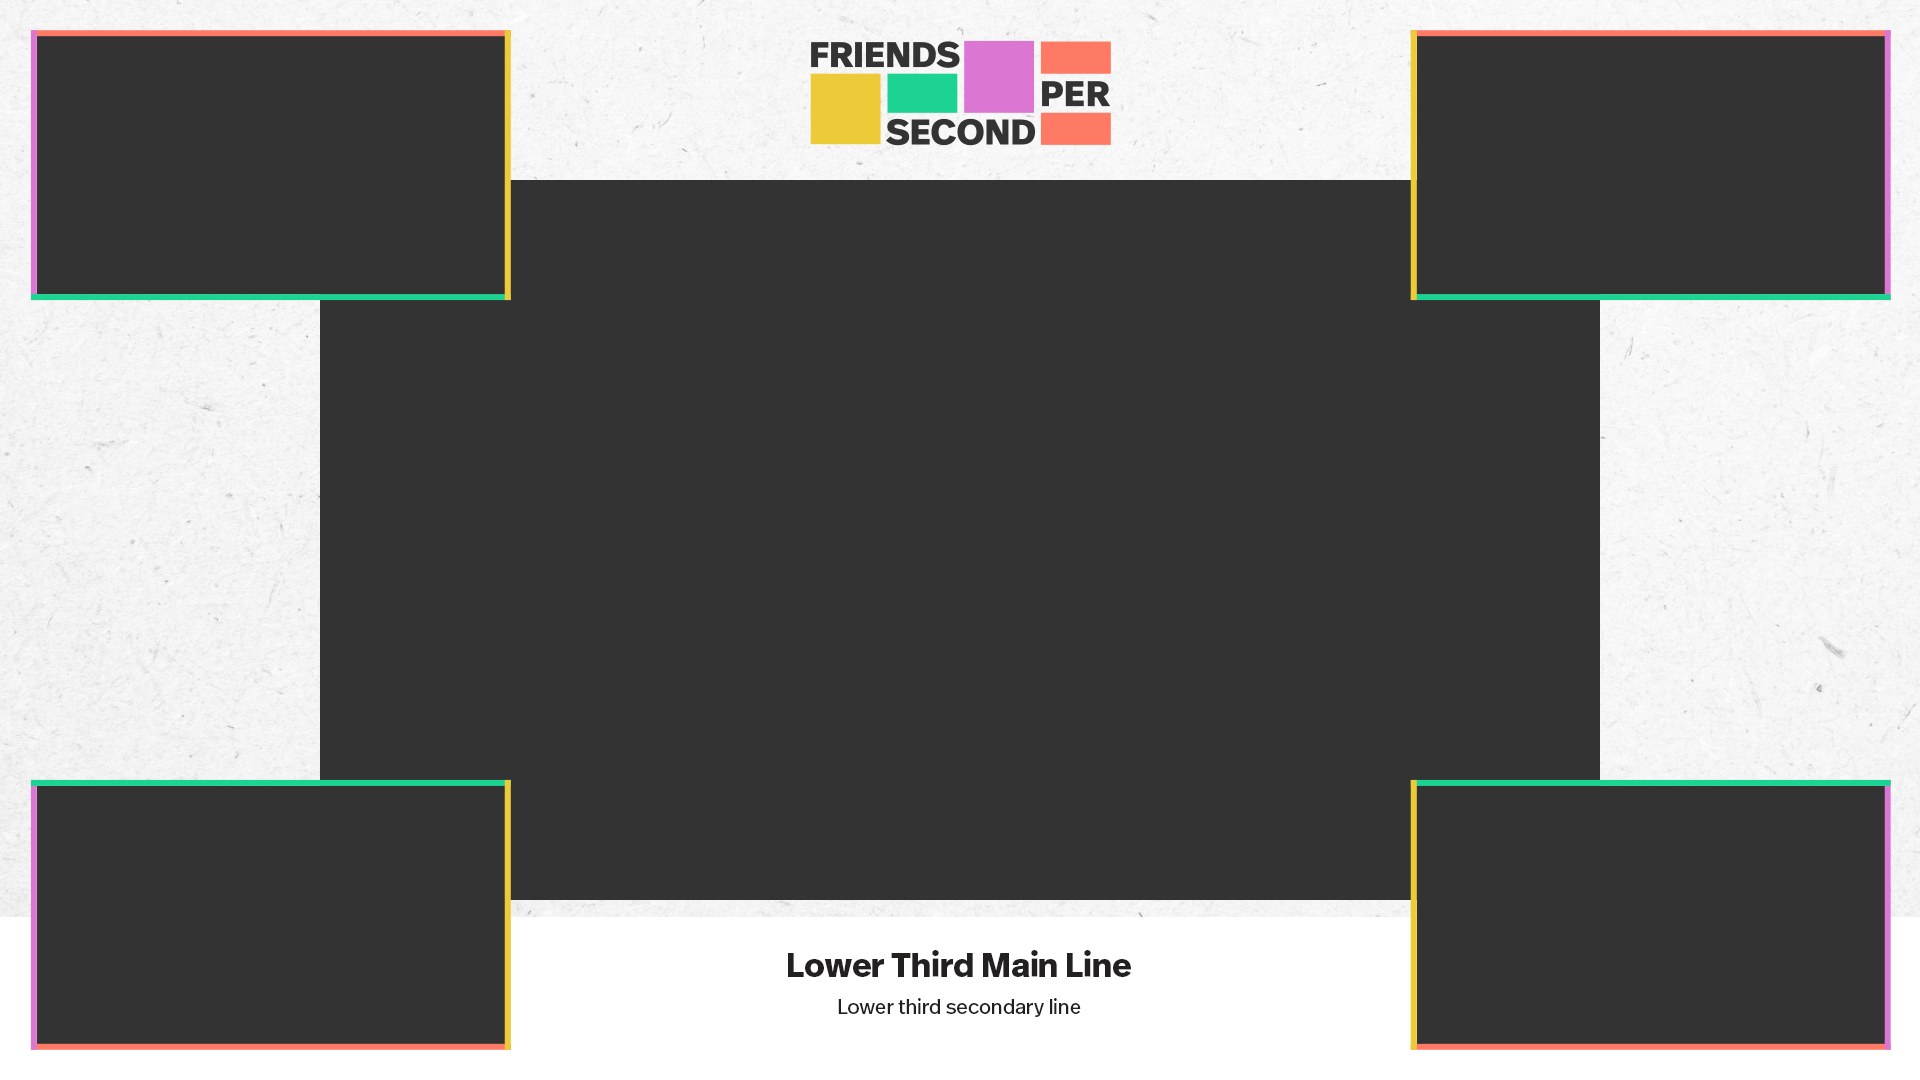 FRIENDS
PER
SECOND
Lower Third Main Line
Lower third secondary line